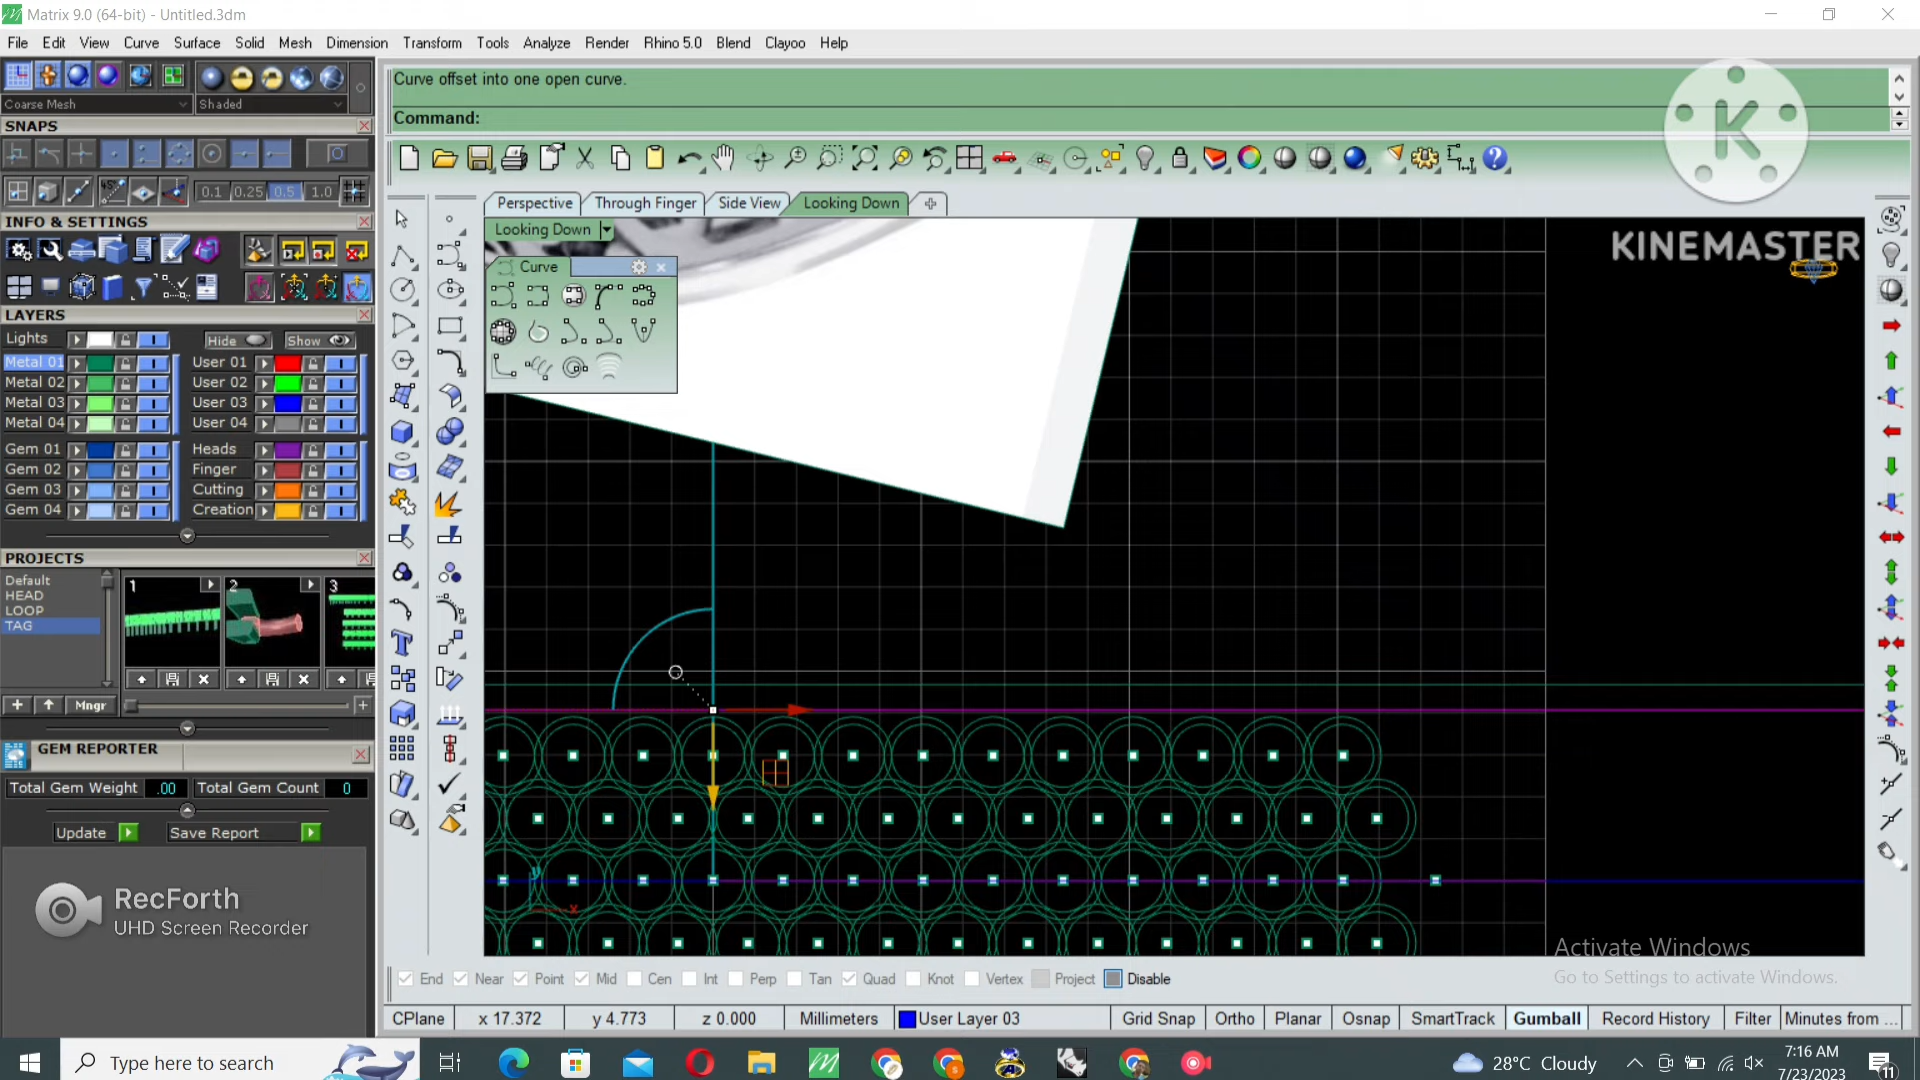 Matrix 9.0 (64-bit) - Untitled.3dm
File Edit View Curve Surface Solid Mesh Dimension Transform Tools Analyze Render Rhino 5.0 Blend Clayoo Help
Coarse Mesh Shaded
Curve offset into one open curve.
Command:
K
SNAPS
45°
0.1 0.25 0.5 1.0
Perspective Through Finger Side View Looking Down
INFO & SETTINGS
Looking Down
KINEMASTER
Curve
LAYERS
Lights Hide Show
Metal 01 User 01
Metal 02 User 02
Metal 03 User 03
Metal 04 User 04
Gem 01 Heads
Gem 02 Finger
Gem 03 Cutting
Gem 04 Creation
PROJECTS
Default
HEAD
LOOP
TAG
1 2 3
Mngr
GEM REPORTER
Total Gem Weight .00 Total Gem Count 0
Update Save Report
RecForth
UHD Screen Recorder
y
x
Activate Windows
Go to Settings to activate Windows.
End Near Point Mid Cen Int Perp Tan Quad Knot Vertex Project Disable
CPlane x 17.372 y 4.773 z 0.000 Millimeters User Layer 03 Grid Snap Ortho Planar Osnap SmartTrack Gumball Record History Filter Minutes from ...
Type here to search
28°C Cloudy
7:16 AM
7/23/2023
11